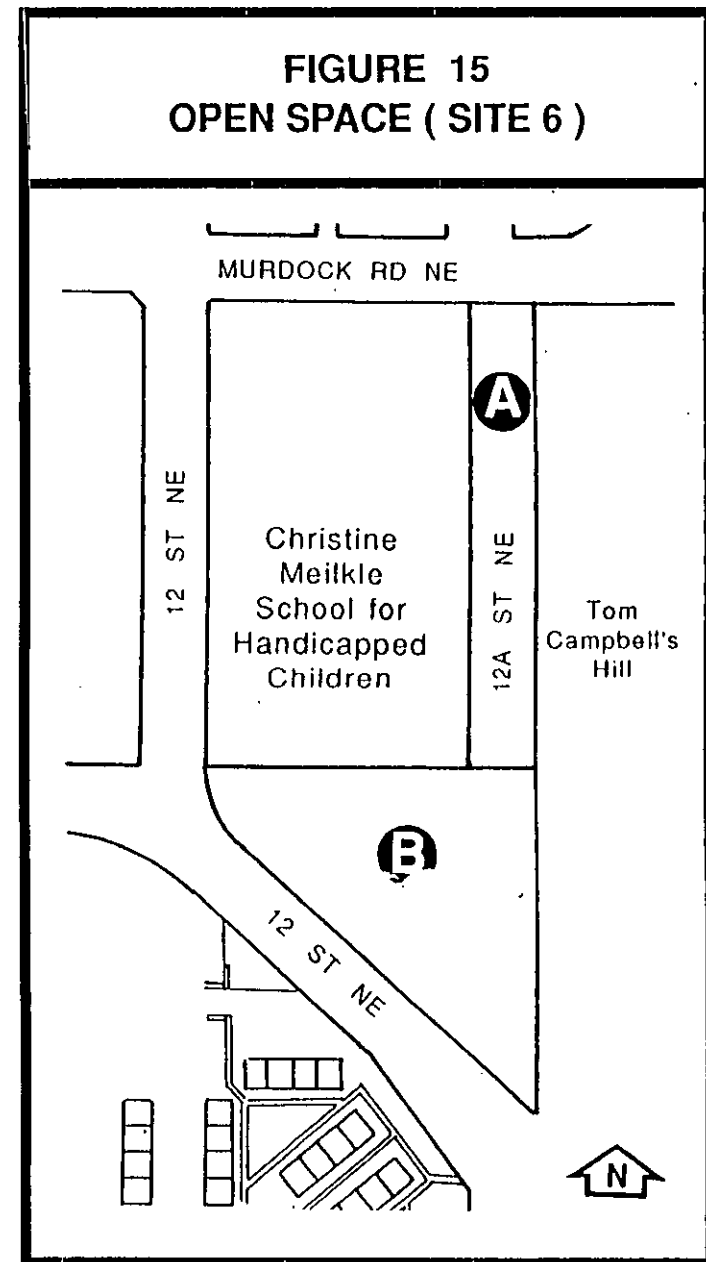 FIGURE 15
OPEN SPACE ( SITE 6 )
MURDOCK RD NE
A
12 ST NE
Christine
Meilkle
School for
Handicapped
Children
12A ST NE
Tom
Campbell's
Hill
B
12 ST NE
N